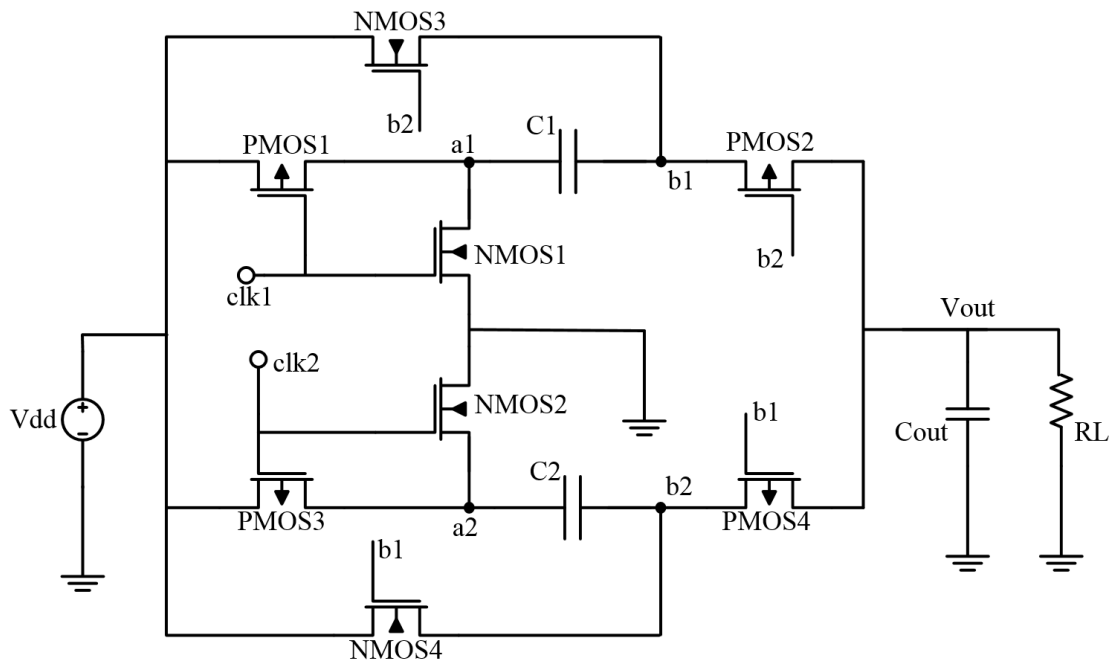 NMOS3
b2
C1
PMOS1
a1
PMOS2
b1
b2
NMOS1
clk1
Vout
clk2
NMOS2
Vdd
b1
Cout
RL
C2
b2
PMOS3
a2
PMOS4
b1
NMOS4